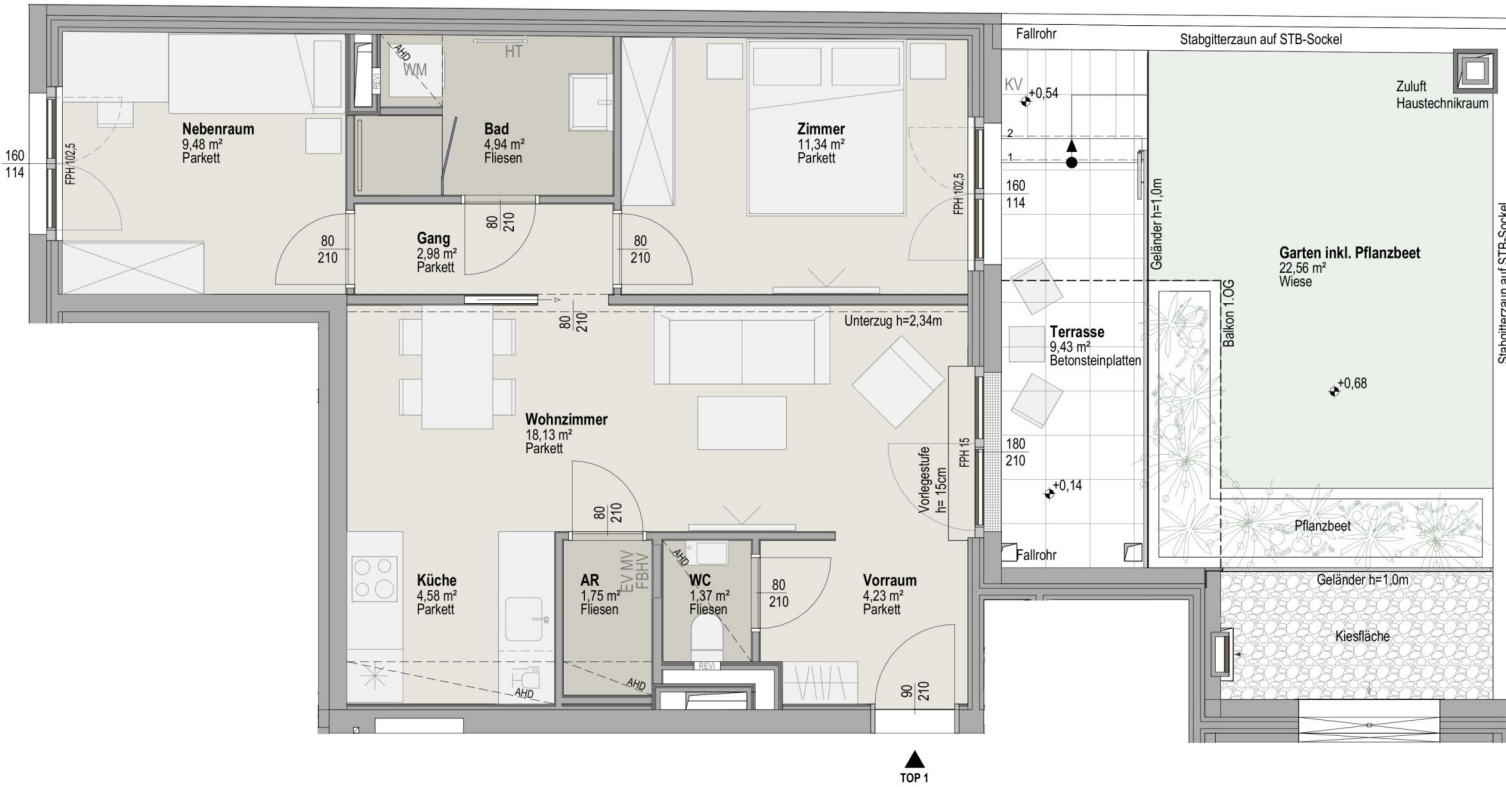 Fallrohr
Stabgitterzaun auf STB-Sockel
Zuluft
Haustechnikraum
KV
+0,54
2
1
160
114
FPH 102,5
Nebenraum
9,48 m²
Parkett
REVI
AHD
WM
HT
Bad
4,94 m²
Fliesen
Zimmer
11,34 m²
Parkett
FPH 102,5
160
114
80
210
Gang
2,98 m²
Parkett
80
210
80
210
80
210
Geländer h=1,0m
Garten inkl. Pflanzbeet
22,56 m²
Wiese
Stabgitterzaun auf STB-Sockel
Balkon 1.OG
Unterzug h=2,34m
Terrasse
9,43 m²
Betonsteinplatten
+0,68
Wohnzimmer
18,13 m²
Parkett
Vorlegestufe
h= 15cm
FPH 15
180
210
+0,14
80
210
Pflanzbeet
Fallrohr
Geländer h=1,0m
Kiesfläche
Küche
4,58 m²
Parkett
AHD
AR
1,75 m²
Fliesen
EV MV
FBHV
AHD
AHD
WC
1,37 m²
Fliesen
REVI
80
210
Vorraum
4,23 m²
Parkett
90
210
TOP 1